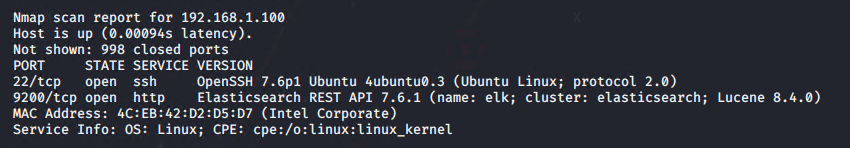 Nmap scan report for 192.168.1.100
Host is up (0.00094s latency).
Not shown: 998 closed ports
PORT     STATE SERVICE VERSION
22/tcp   open  ssh     OpenSSH 7.6p1 Ubuntu 4ubuntu0.3 (Ubuntu Linux; protocol 2.0)
9200/tcp open  http    Elasticsearch REST API 7.6.1 (name: elk; cluster: elasticsearch; Lucene 8.4.0)
MAC Address: 4C:EB:42:D2:D5:D7 (Intel Corporate)
Service Info: OS: Linux; CPE: cpe:/o:linux:linux_kernel